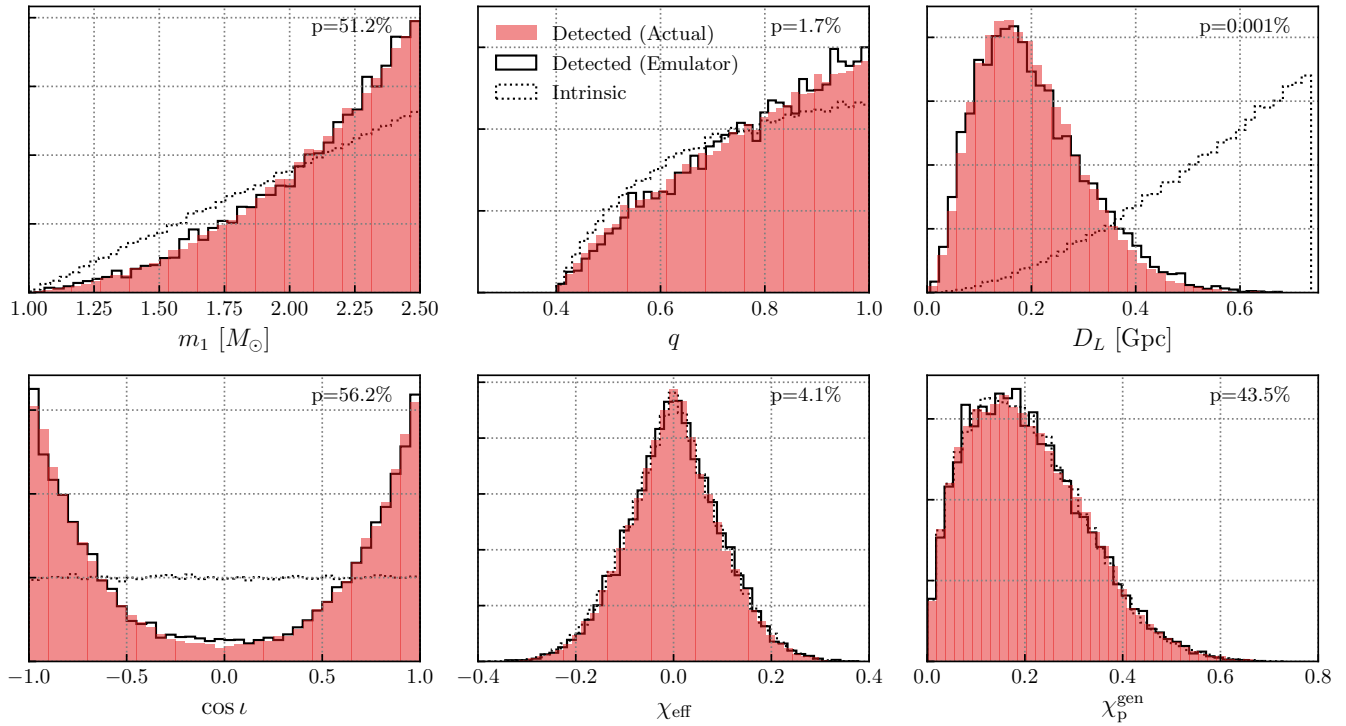 p=51.2%
1.00 1.25 1.50 1.75 2.00 2.25 2.50
m₁ [M⊙]
Detected (Actual)
Detected (Emulator)
Intrinsic
p=1.7%
0.4 0.6 0.8 1.0
q
p=0.001%
0.0 0.2 0.4 0.6
D_L [Gpc]
p=56.2%
−1.0 −0.5 0.0 0.5 1.0
cos ι
p=4.1%
−0.4 −0.2 0.0 0.2 0.4
χ_eff
p=43.5%
0.0 0.2 0.4 0.6 0.8
χ_p^gen